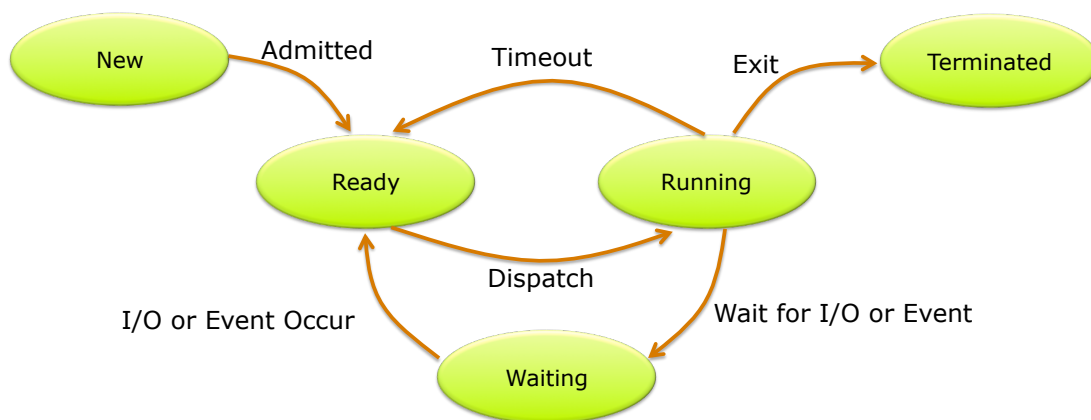 New
Admitted
Timeout
Exit
Terminated
Ready
Running
Dispatch
I/O or Event Occur
Wait for I/O or Event
Waiting